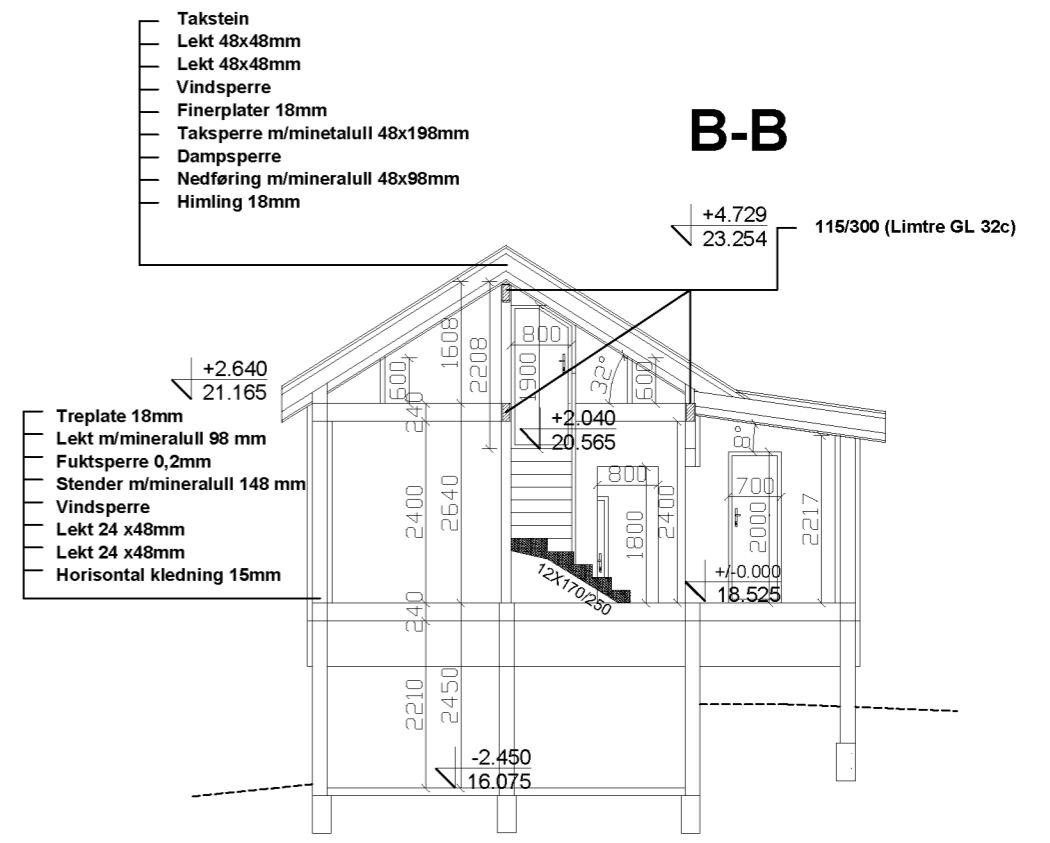 Takstein
Lekt 48x48mm
Lekt 48x48mm
Vindsperre
Finerplater 18mm
Taksperre m/minetalull 48x198mm
Dampsperre
Nedføring m/mineralull 48x98mm
Himling 18mm
B-B
+4.729
23.254
115/300 (Limtre GL 32c)
+2.640
21.165
Treplate 18mm
Lekt m/mineralull 98 mm
Fuktsperre 0,2mm
Stender m/mineralull 148 mm
Vindsperre
Lekt 24 x48mm
Lekt 24 x48mm
Horisontal kledning 15mm
1608
2208
800
1900
32°
600
600
240
+2.040
20.565
8°
2400
2640
800
1800
2400
700
2000
2217
12X170/250
+/-0.000
18.525
240
2210
2450
-2.450
16.075